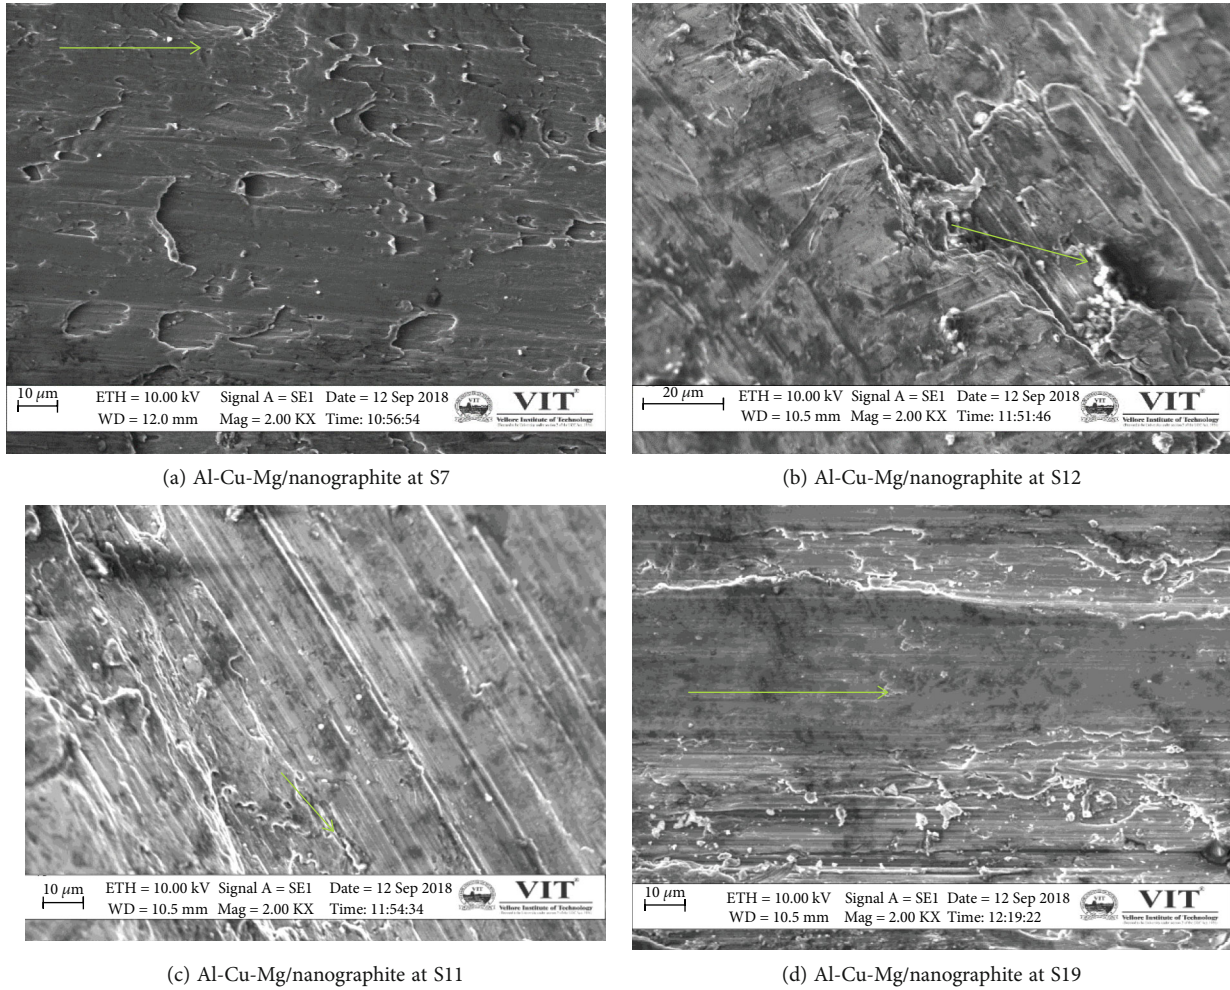 10 μm
ETH = 10.00 kV Signal A = SE1 Date = 12 Sep 2018
WD = 12.0 mm Mag = 2.00 KX Time: 10:56:54
VIT
VIT®
Vellore Institute of Technology
(a) Al-Cu-Mg/nanographite at S7
20 μm
ETH = 10.00 kV Signal A = SE1 Date = 12 Sep 2018
WD = 10.5 mm Mag = 2.00 KX Time: 11:51:46
VIT®
Vellore Institute of Technology
(b) Al-Cu-Mg/nanographite at S12
10 μm
ETH = 10.00 kV Signal A = SE1 Date = 12 Sep 2018
WD = 10.5 mm Mag = 2.00 KX Time: 11:54:34
VIT®
Vellore Institute of Technology
(c) Al-Cu-Mg/nanographite at S11
10 μm
ETH = 10.00 kV Signal A = SE1 Date = 12 Sep 2018
WD = 10.5 mm Mag = 2.00 KX Time: 12:19:22
VIT®
Vellore Institute of Technology
(d) Al-Cu-Mg/nanographite at S19